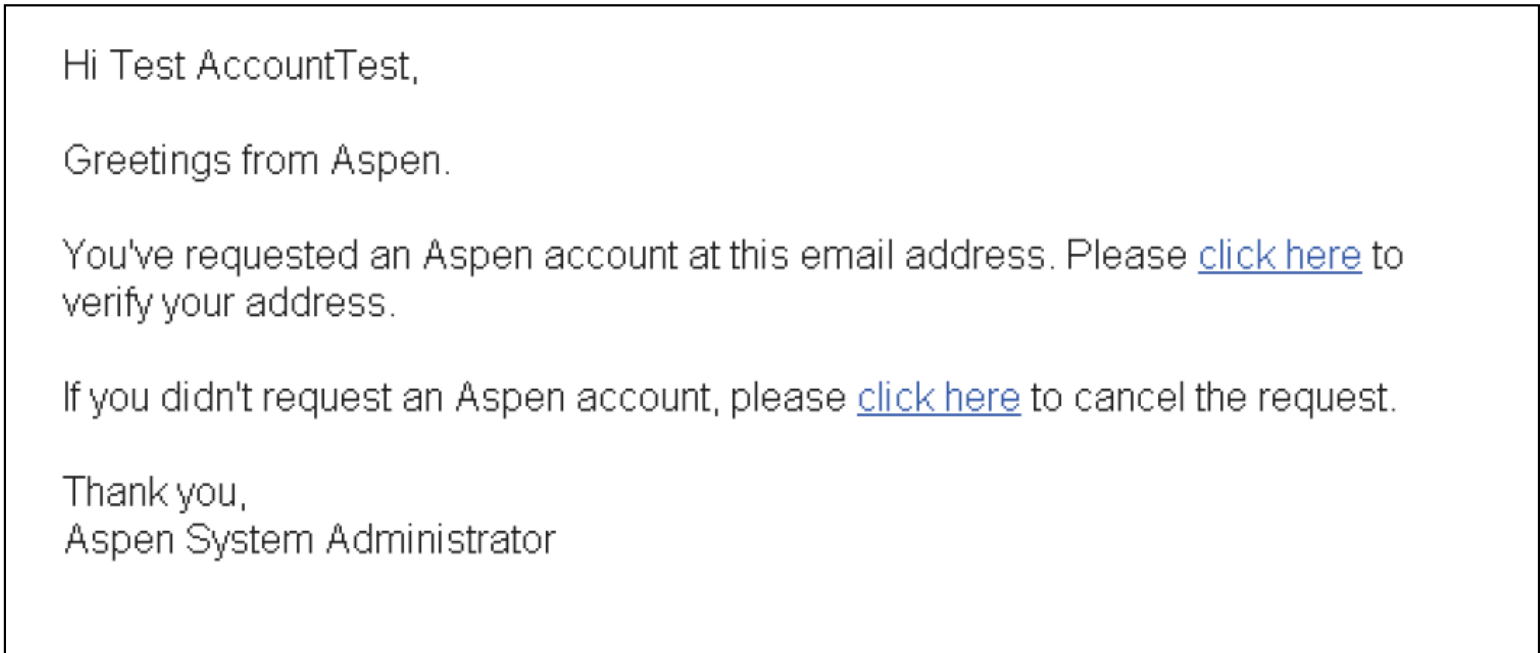 Hi Test AccountTest,
Greetings from Aspen.
You've requested an Aspen account at this email address. Please click here to
verify your address.
If you didn't request an Aspen account, please click here to cancel the request.
Thank you,
Aspen System Administrator